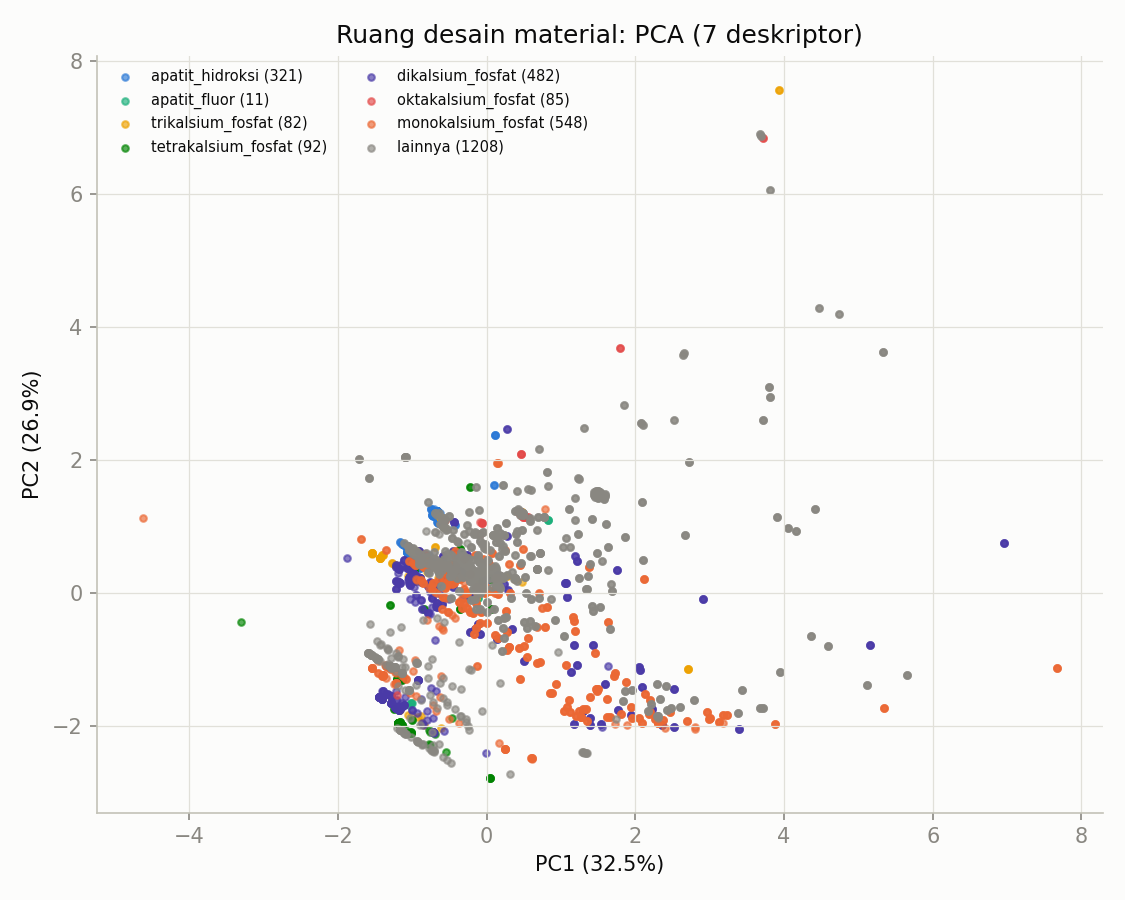 Ruang desain material: PCA (7 deskriptor)
apatit_hidroksi (321)
apatit_fluor (11)
trikalsium_fosfat (82)
tetrakalsium_fosfat (92)
dikalsium_fosfat (482)
oktakalsium_fosfat (85)
monokalsium_fosfat (548)
lainnya (1208)
PC2 (26.9%)
8
6
4
2
0
−2
−4
−2
0
2
4
6
8
PC1 (32.5%)